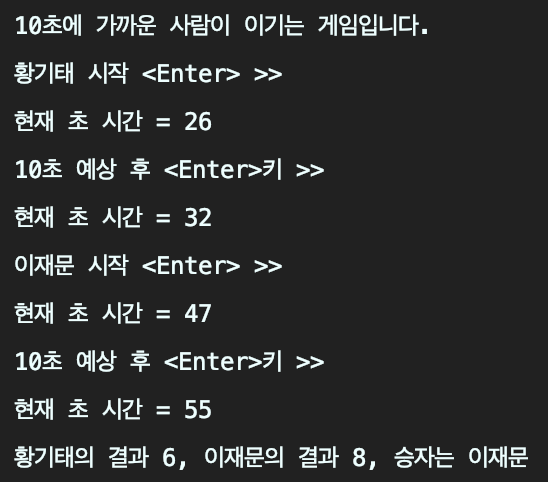 10초에 가까운 사람이 이기는 게임입니다.
황기태 시작 <Enter> >>
현재 초 시간 = 26
10초 예상 후 <Enter>키 >>
현재 초 시간 = 32
이재문 시작 <Enter> >>
현재 초 시간 = 47
10초 예상 후 <Enter>키 >>
현재 초 시간 = 55
황기태의 결과 6, 이재문의 결과 8, 승자는 이재문